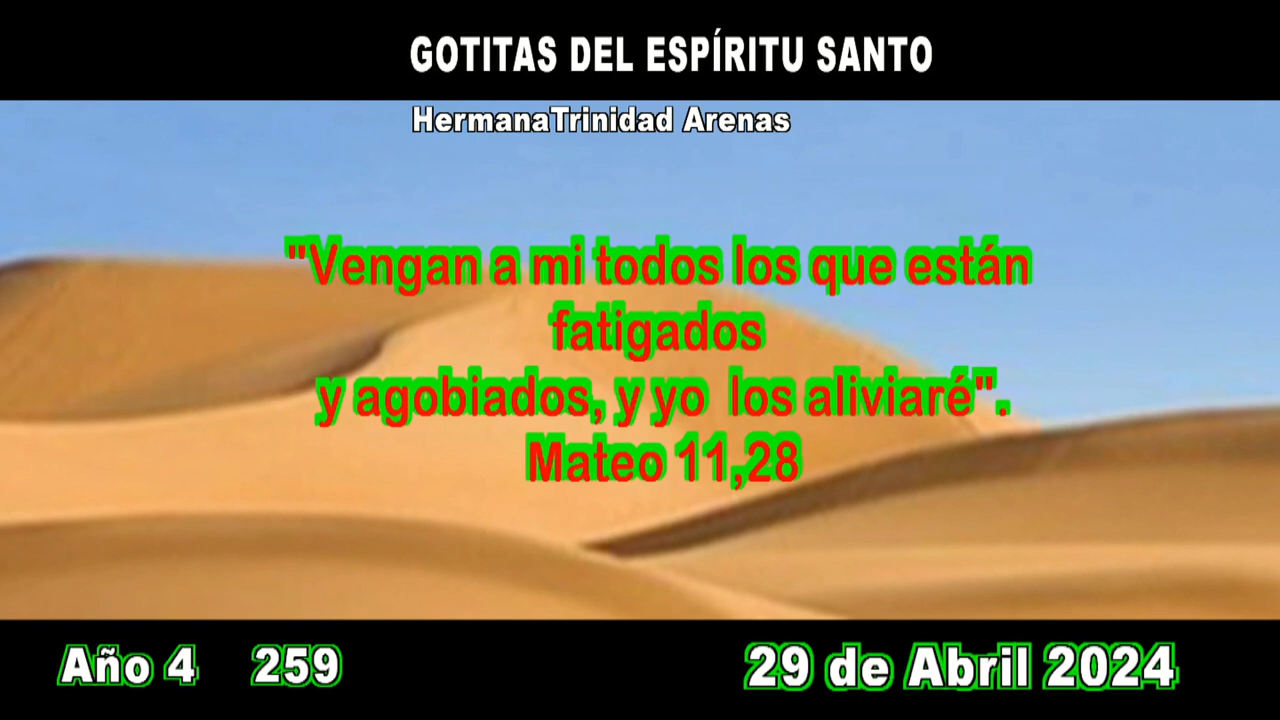 GOTITAS DEL ESPÍRITU SANTO
HermanaTrinidad Arenas
"Vengan a mi todos los que están
fatigados
y agobiados, y yo  los aliviaré".
Mateo 11,28
Año 4    259
29 de Abril 2024